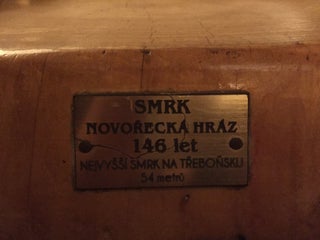 SMRK
NOVOŘECKÁ HRÁZ
146 let
NEJVYŠŠÍ SMRK NA TŘEBOŇSKU
54 metrů